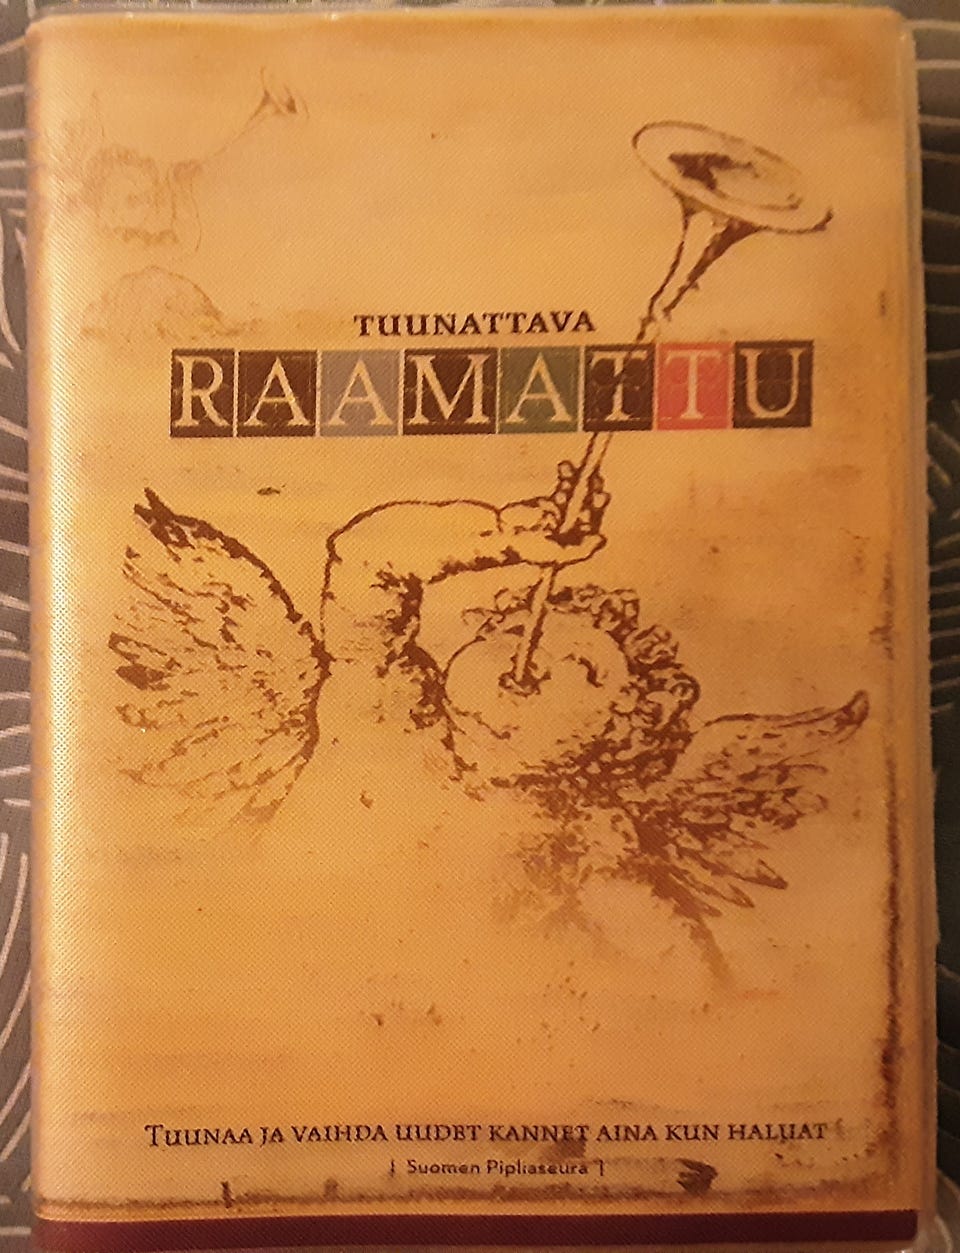 TUUNATTAVA
RAAMATTU
TUUNAA JA VAIHDA UUDET KANNET AINA KUN HALUAT
[ Suomen Pipliaseura ]